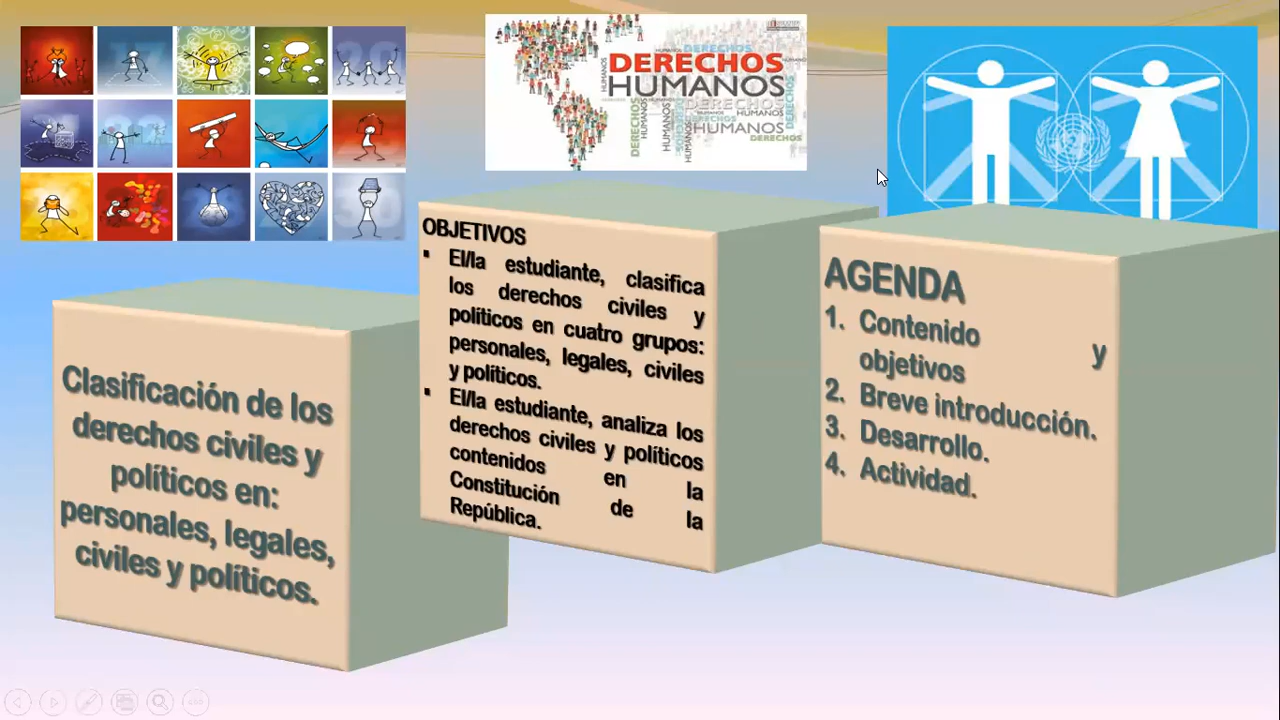 DERECHOS
HUMANOS
Clasificación de los
derechos civiles y
políticos en:
personales, legales,
civiles y políticos.
OBJETIVOS
▪ El/la estudiante, clasifica
los derechos civiles y
políticos en cuatro grupos:
personales, legales, civiles
y políticos.
▪ El/la estudiante, analiza los
derechos civiles y políticos
contenidos en la
Constitución de la
República.
AGENDA
1. Contenido y
objetivos
2. Breve introducción.
3. Desarrollo.
4. Actividad.